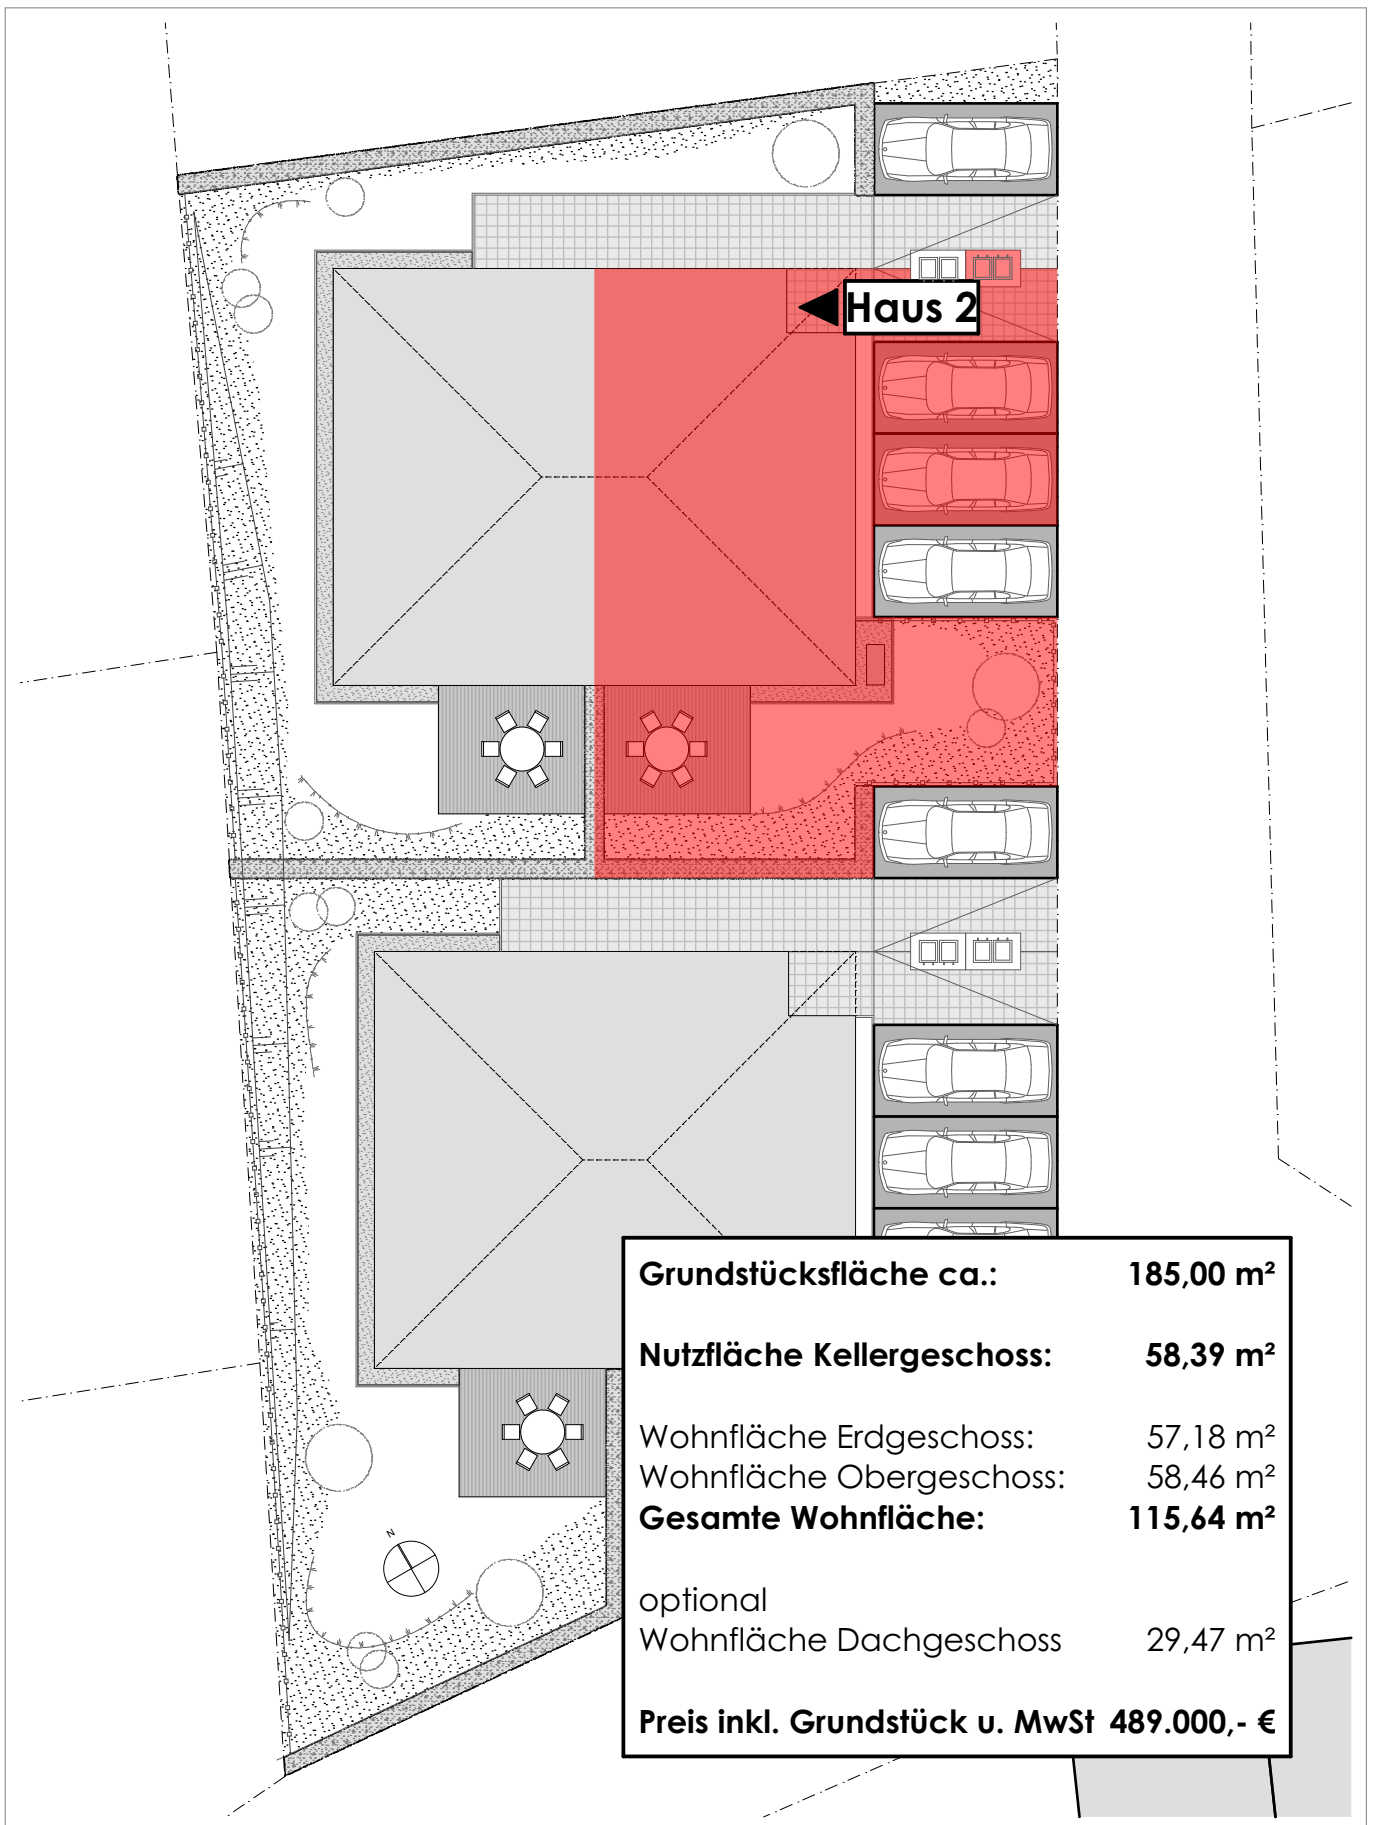 Haus 2
Grundstücksfläche ca.: 185,00 m²
Nutzfläche Kellergeschoss: 58,39 m²
Wohnfläche Erdgeschoss: 57,18 m²
Wohnfläche Obergeschoss: 58,46 m²
Gesamte Wohnfläche: 115,64 m²
optional
Wohnfläche Dachgeschoss 29,47 m²
Preis inkl. Grundstück u. MwSt 489.000,- €
N